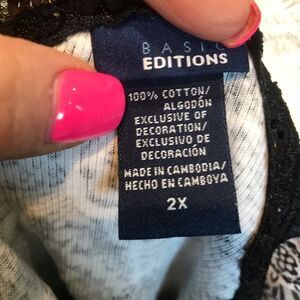 BASIC
EDITIONS
100% COTTON/
ALGODÓN
EXCLUSIVE OF
DECORATION/
EXCLUSIVO DE
DECORACIÓN
MADE IN CAMBODIA/
HECHO EN CAMBOYA
2X